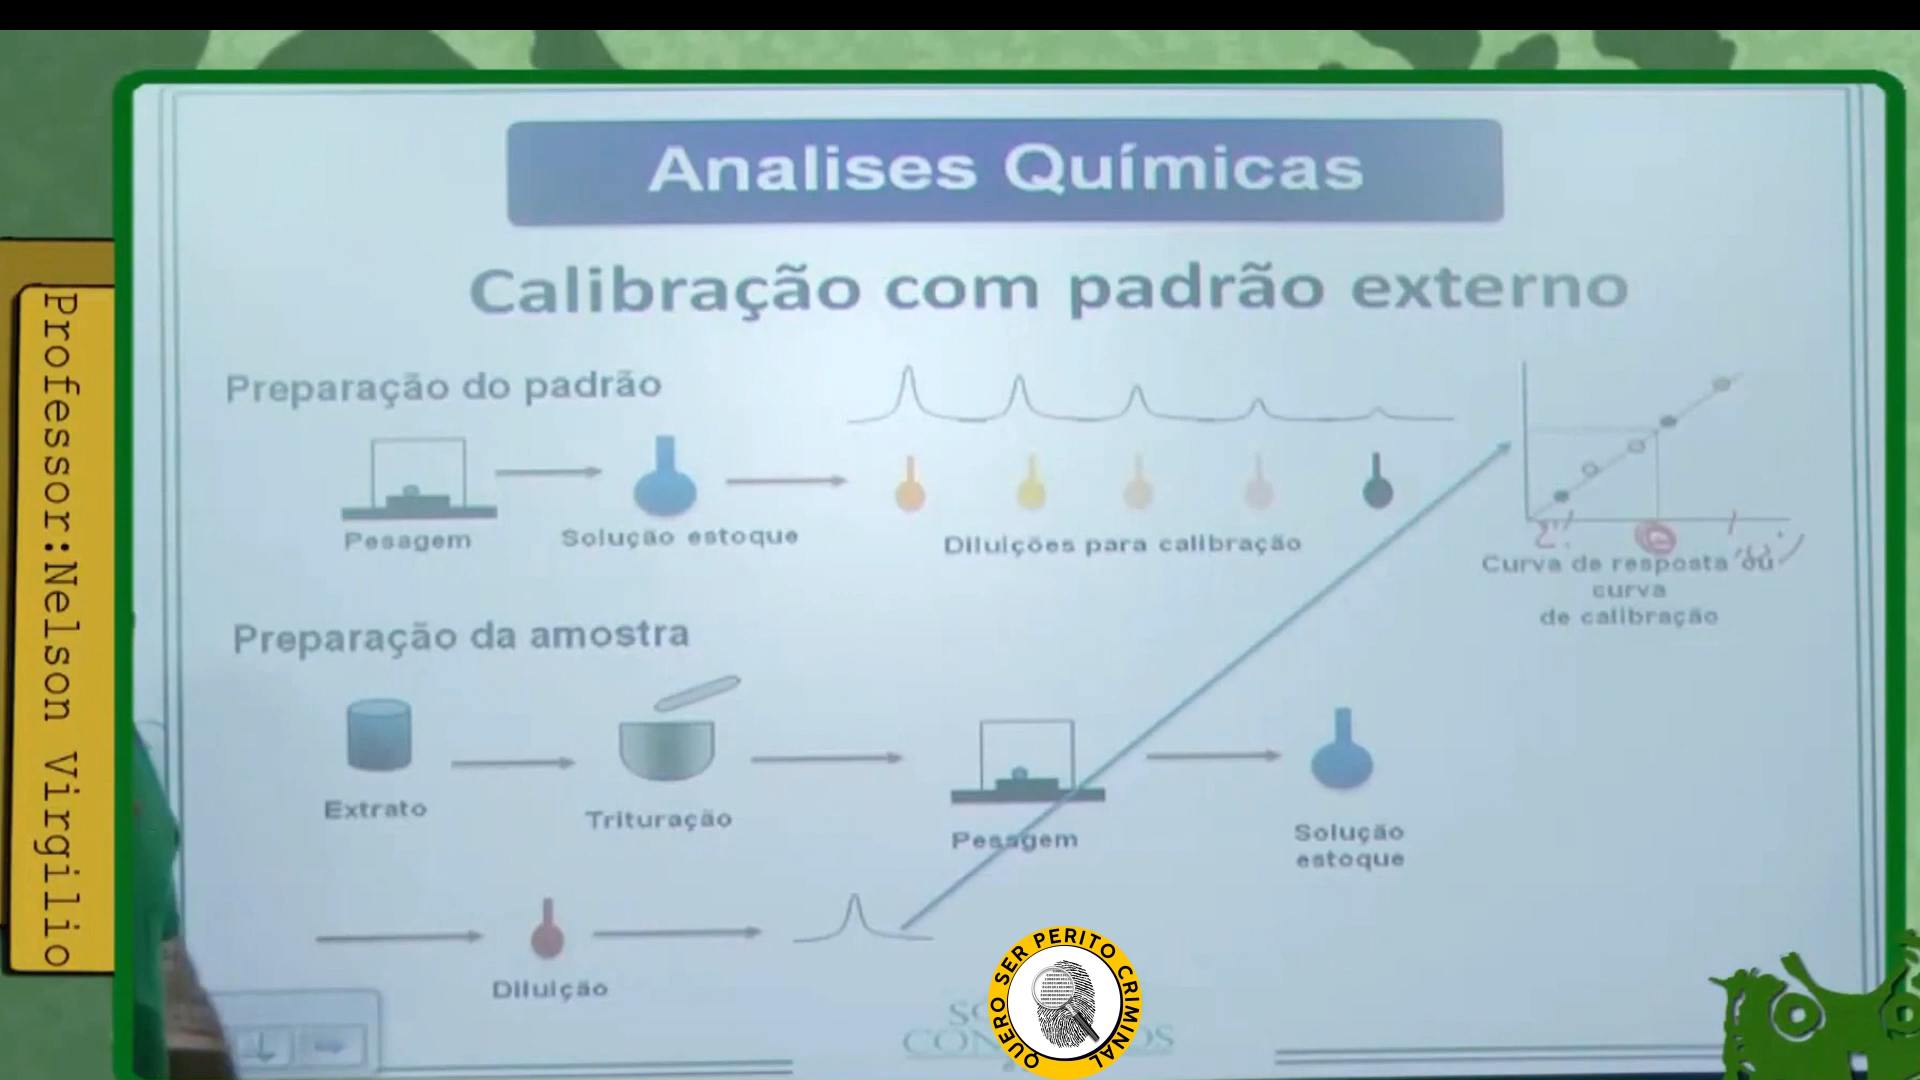 Analises Químicas
Calibração com padrão externo
Preparação do padrão
Pesagem
Solução estoque
Diluições para calibração
Curva de resposta ou
curva
de calibração
Preparação da amostra
Extrato
Trituração
Pesagem
Solução
estoque
Diluição
Professor:Nelson Virgilio
QUERO SER PERITO CRIMINAL